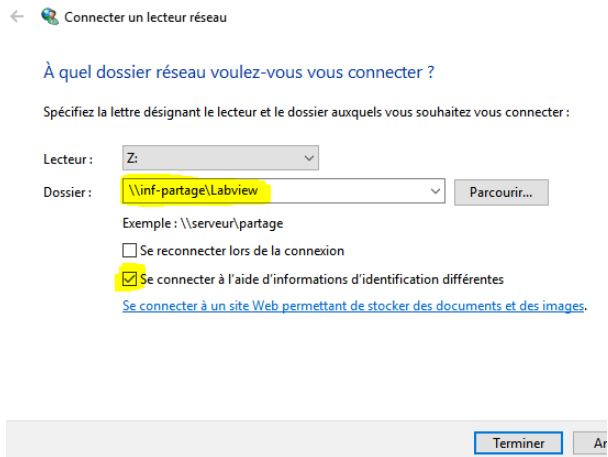 Connecter un lecteur réseau
À quel dossier réseau voulez-vous vous connecter ?
Spécifiez la lettre désignant le lecteur et le dossier auxquels vous souhaitez vous connecter :
Lecteur : Z:
Dossier : \\inf-partage\Labview Parcourir...
Exemple : \\serveur\partage
Se reconnecter lors de la connexion
Se connecter à l'aide d'informations d'identification différentes
Se connecter à un site Web permettant de stocker des documents et des images.
Terminer